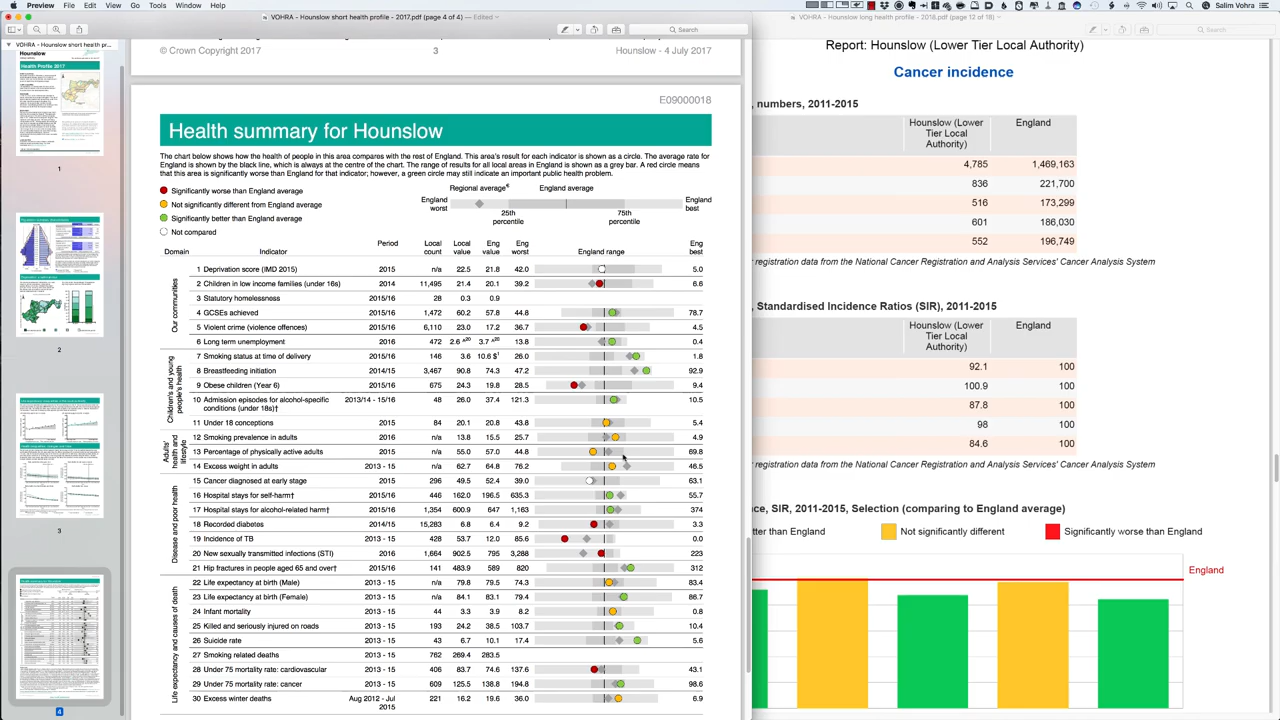 Preview File Edit View Go Tools Window Help
Salim Vohra
VOHRA - Hounslow short health profile - 2017.pdf (page 4 of 4) – Edited
VOHRA - Hounslow long health profile - 2018.pdf (page 12 of 18)
Search
Search
VOHRA - Hounslow short health pr...
Hounslow
Health Profile 2017
1
2
3
4
© Crown Copyright 2017 3 Hounslow - 4 July 2017
E09000018
Health summary for Hounslow
The chart below shows how the health of people in this area compares with the rest of England. This area's result for each indicator is shown as a circle. The average rate for
England is shown by the black line, which is always at the centre of the chart. The range of results for all local areas in England is shown as a grey bar. A red circle means
that this area is significantly worse than England for that indicator; however, a green circle may still indicate an important public health problem.
Significantly worse than England average
Not significantly different from England average
Significantly better than England average
Not compared
Regional average€ England average
England worst
England best
25th percentile
75th percentile
Domain Indicator Period Local count Local value Eng value Eng England range Eng best
Our communities
1 Deprivation score (IMD 2015) 2015 n/a 22.5 21.8 42.0 5.0
2 Children in low income families (under 16s) 2014 11,495 21.4 20.1 39.2 6.6
3 Statutory homelessness 2015/16 28 0.3 0.9
4 GCSEs achieved 2015/16 1,472 60.2 57.8 44.8 78.7
5 Violent crime (violence offences) 2015/16 6,110 23.0 17.2 36.7 4.5
6 Long term unemployment 2016 472 2.6 ^20 3.7 ^20 13.8 0.4
Children's and young people's health
7 Smoking status at time of delivery 2015/16 146 3.6 10.6 $1 26.0 1.8
8 Breastfeeding initiation 2014/15 3,467 90.8 74.3 47.2 92.9
9 Obese children (Year 6) 2015/16 675 24.3 19.8 28.5 9.4
10 Admission episodes for alcohol-specific
conditions (under 18s)† 2013/14 - 15/16 48 26.0 37.4 121.3 10.5
11 Under 18 conceptions 2015 84 20.1 20.8 43.8 5.4
Adults' health and lifestyle
12 Smoking prevalence in adults 2016 n/a 13.8 15.5 25.7 4.9
13 Percentage of physically active adults 2015 n/a 55.0 57.0 44.8 69.8
14 Excess weight in adults 2013 - 15 n/a 62.7 64.8 76.2 46.5
Disease and poor health
15 Cancer diagnosed at early stage 2015 296 49.5 52.4 39.0 63.1
16 Hospital stays for self-harm† 2015/16 446 162.0 196.5 635.3 55.7
17 Hospital stays for alcohol-related harm† 2015/16 1,354 600.9 647 1,163 374
18 Recorded diabetes 2014/15 15,283 6.8 6.4 9.2 3.3
19 Incidence of TB 2013 - 15 428 53.7 12.0 85.6 0.0
20 New sexually transmitted infections (STI) 2016 1,664 902.5 795 3,288 223
21 Hip fractures in people aged 65 and over† 2015/16 141 483.9 589 820 312
22 Life expectancy at birth (Male) 2013 - 15 n/a 83.4
23 Life expectancy at birth (Female) 2013 - 15 n/a 84.1 83.1 79.4 86.7
24 Infant mortality 2013 - 15 44 3.5 3.9 8.2 0.8
25 Killed and seriously injured on roads 2013 - 15 193 24.2 38.5 103.7 10.4
26 Suicide rate 2013 - 15 43 6.7 10.1 17.4 5.6
27 Smoking related deaths 2013 - 15 762 269.4 283.5
28 Under 75 mortality rate: cardiovascular 2013 - 15 406 43.1
29 Under 75 mortality rate: cancer 2013 - 15 509 98.6
30 Excess winter deaths Aug 2012 - Jul 2015 221 16.2 19.6 36.0 6.9
Report: Hounslow (Lower Tier Local Authority)
Cancer incidence
numbers, 2011-2015
Hounslow (Lower Tier Local Authority) England
4,785 1,469,163
836 221,700
516 173,299
601 186,030
552 196,749
registration data from the National Cancer Registration and Analysis Services' Cancer Analysis System
Standardised Incidence Ratios (SIR), 2011-2015
Hounslow (Lower Tier Local Authority) England
92.1 100
100.9 100
87.8 100
98 100
84.6 100
registration data from the National Cancer Registration and Analysis Services' Cancer Analysis System
ce, SIR, 2011-2015, Selection (comparing to England average)
tter than England Not significantly different Significantly worse than England
England